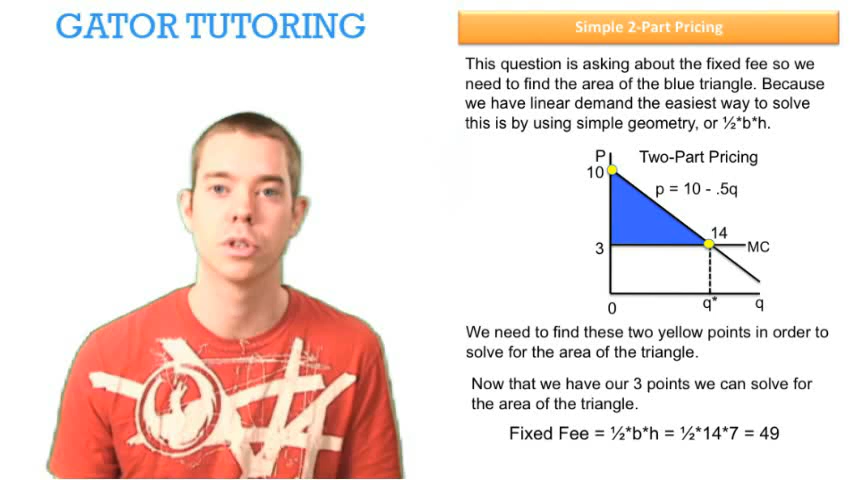 GATOR TUTORING
Simple 2-Part Pricing
This question is asking about the fixed fee so we
need to find the area of the blue triangle. Because
we have linear demand the easiest way to solve
this is by using simple geometry, or ½*b*h.
P
Two-Part Pricing
10
p = 10 - .5q
14
3
MC
0
q*
q
We need to find these two yellow points in order to
solve for the area of the triangle.
Now that we have our 3 points we can solve for
the area of the triangle.
Fixed Fee = ½*b*h = ½*14*7 = 49